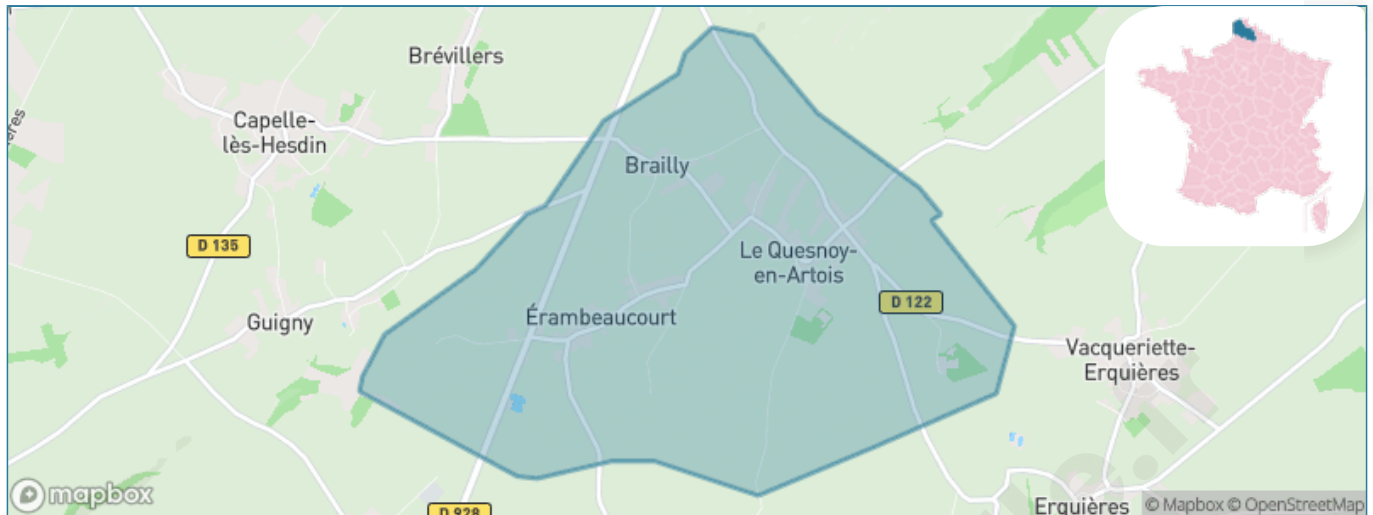 Brévillers
Capelle-
lès-Hesdin
Brailly
D 135
Le Quesnoy-
en-Artois
D 122
Érambeaucourt
Guigny
Vacqueriette-
Erquières
mapbox
D 928
Erquières
© Mapbox © OpenStreetMap